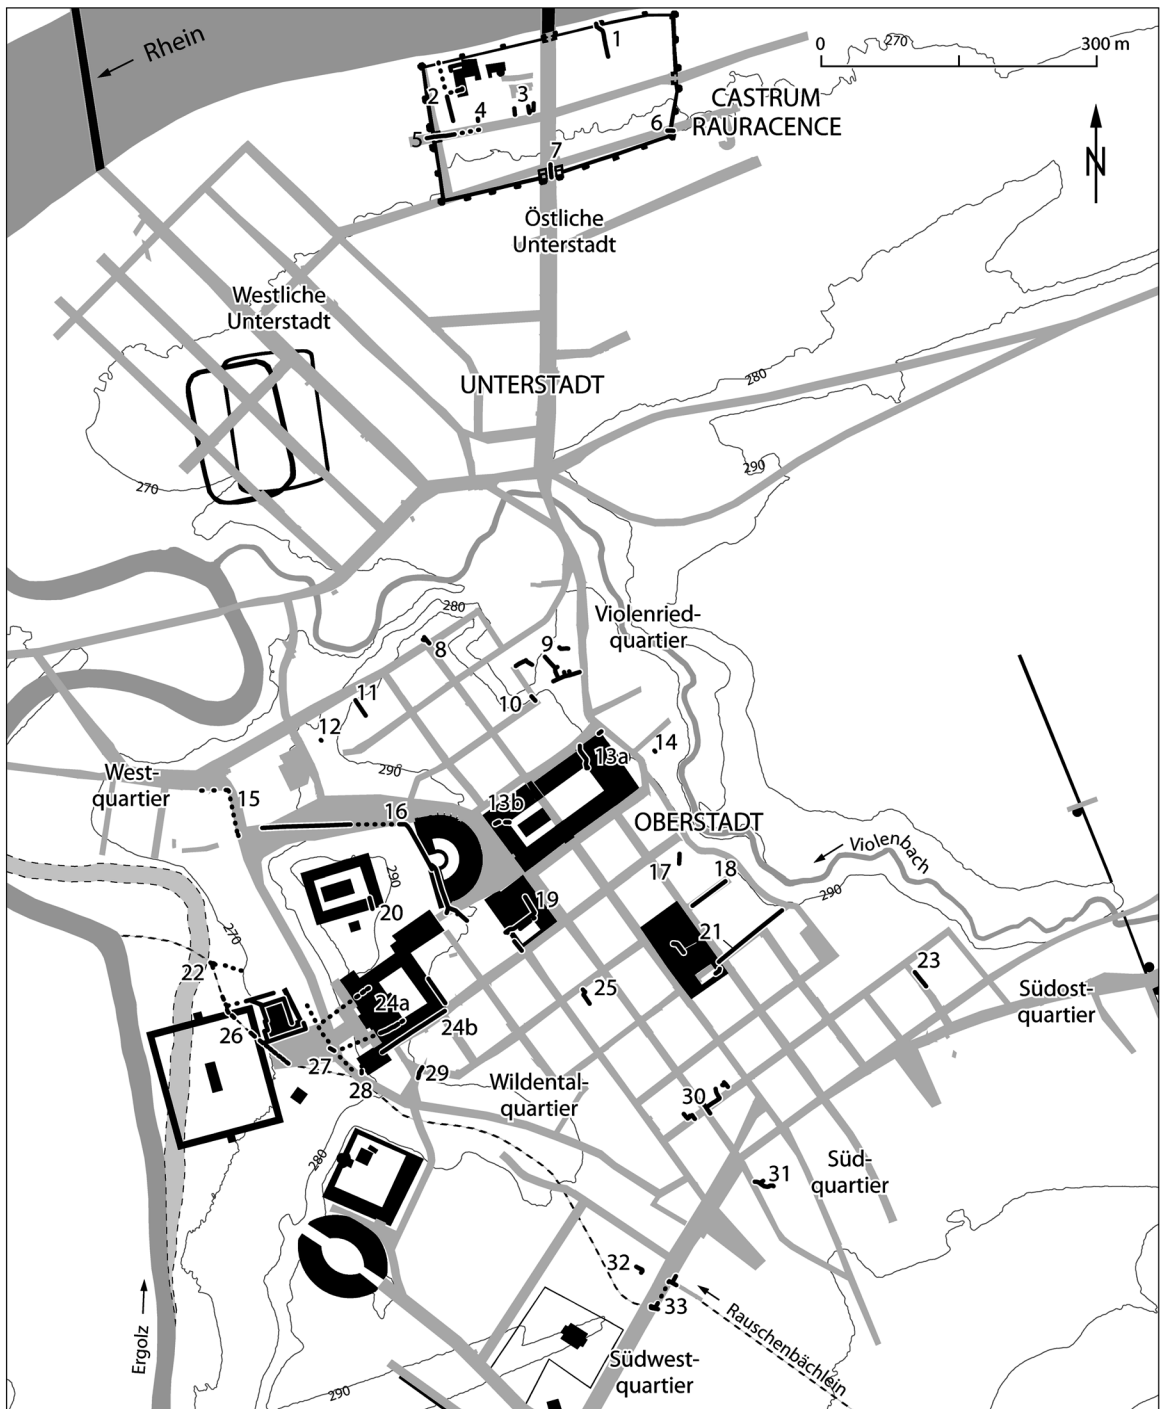 Rhein
270
0
300 m
1
CASTRUM
RAURACENCE
2
3
4
5
6
7
N
Östliche
Unterstadt
Westliche
Unterstadt
280
UNTERSTADT
290
270
280
Violenried-
quartier
8
9
10
11
12
14
13a
290
West-
quartier
15
16
13b
OBERSTADT
Violenbach
17
18
290
290
19
20
270
21
22
23
25
24a
24b
Südost-
quartier
26
27
28
29
Wildental-
quartier
30
280
31
Süd-
quartier
32
33
Rauschenbächlein
Ergolz
Südwest-
quartier
290